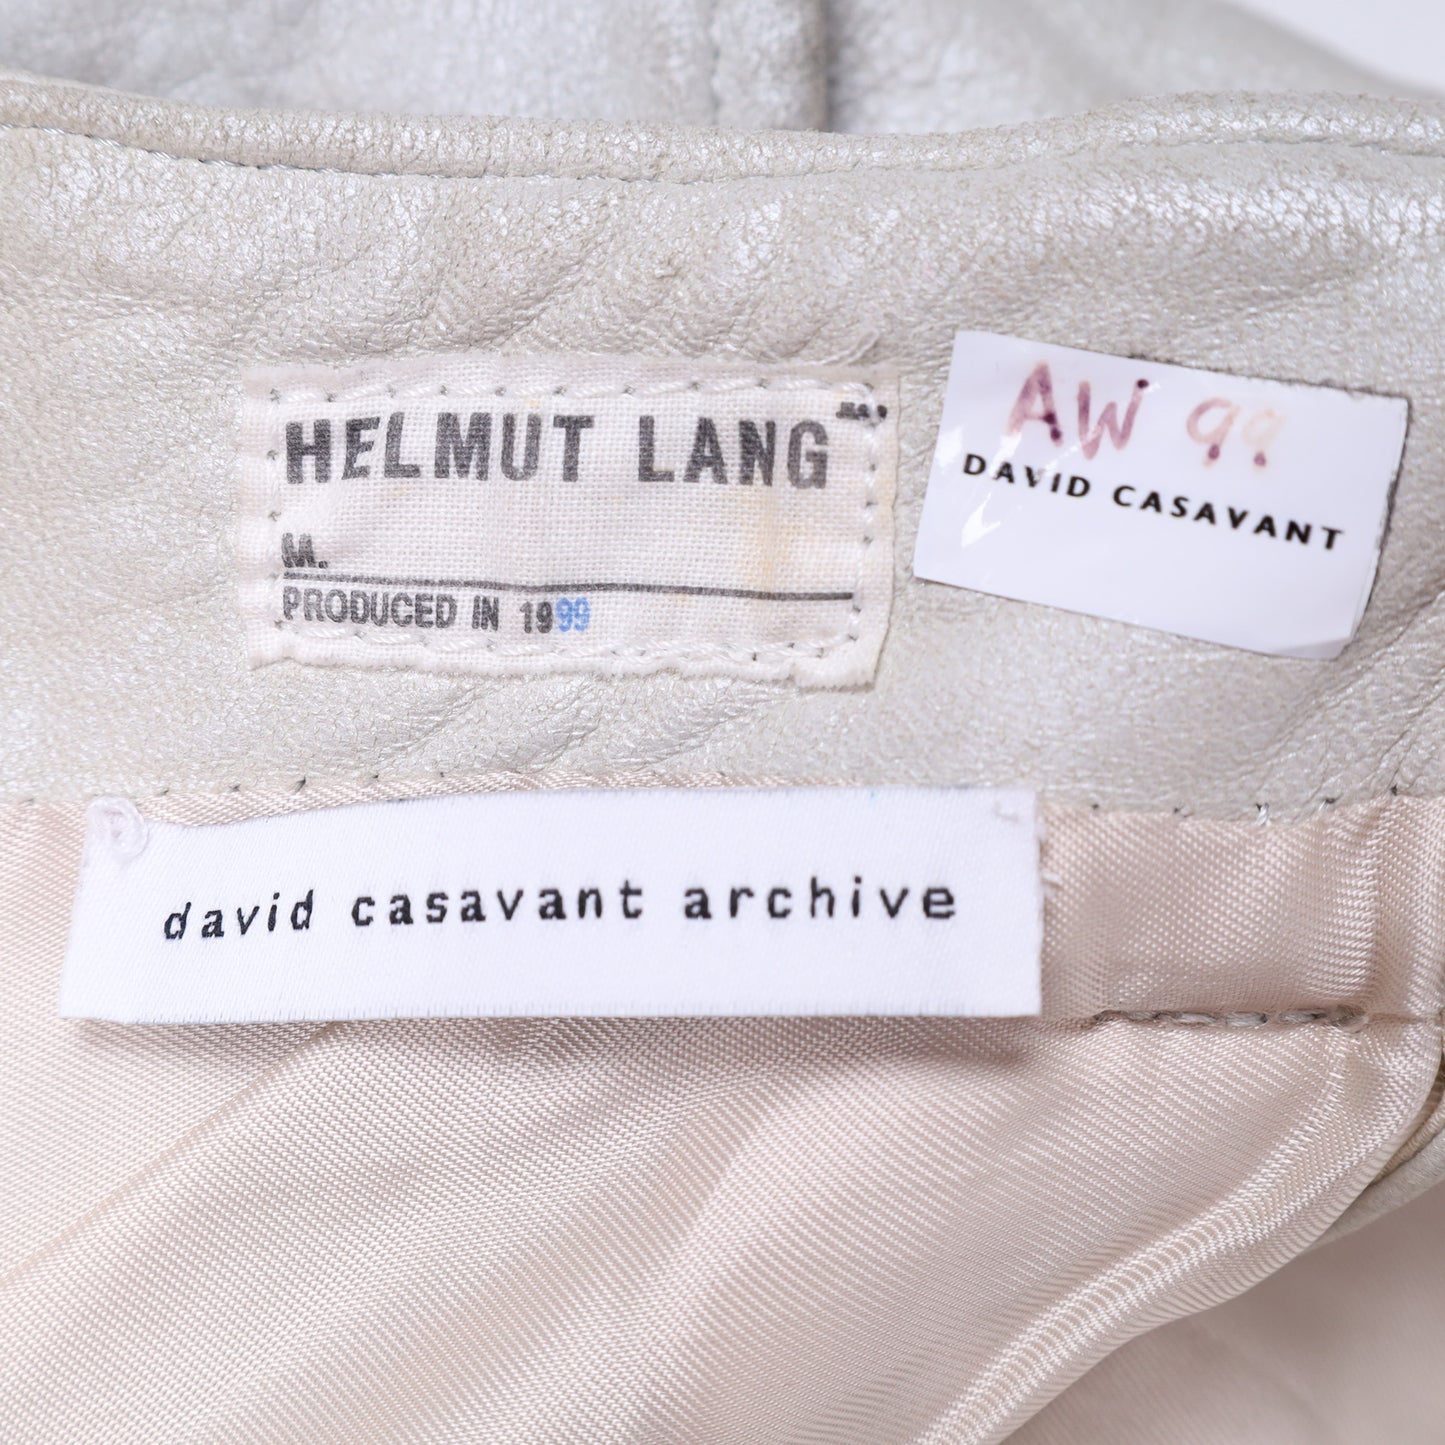 HELMUT LANG
M.
PRODUCED IN 1999
AW 99
DAVID CASAVANT
david casavant archive